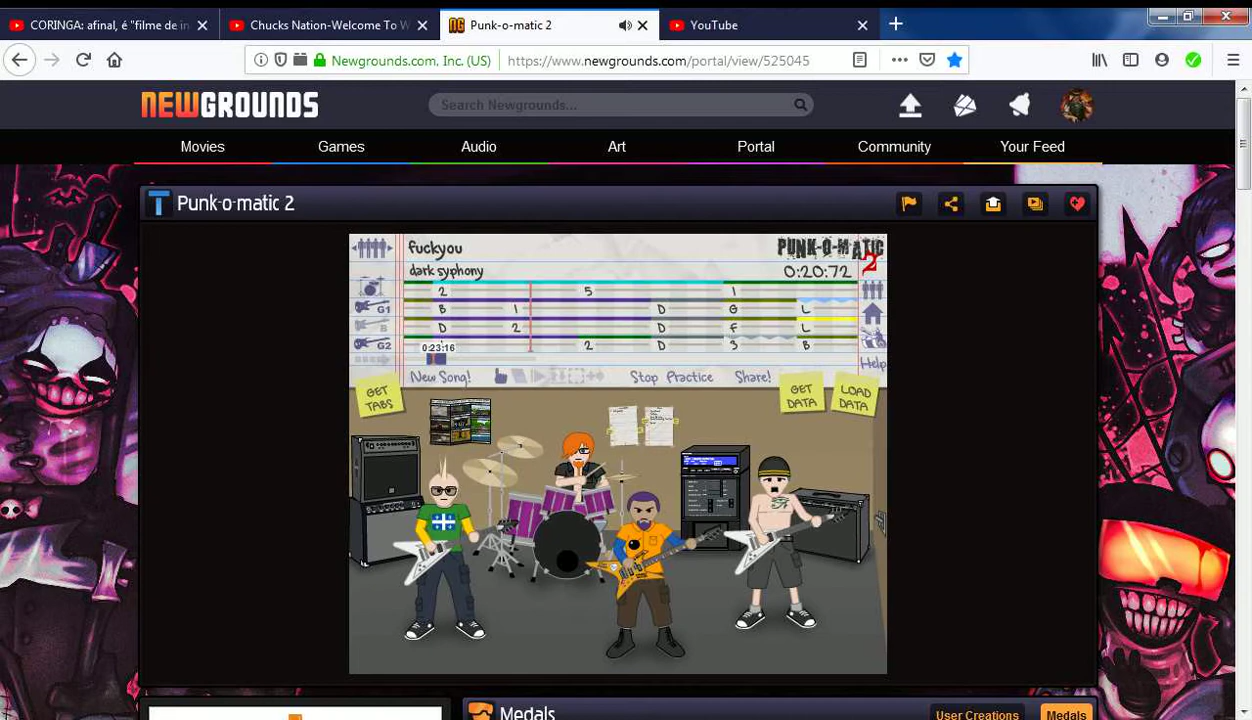 CORINGA: afinal, é "filme de in
Chucks Nation-Welcome To W
Punk-o-matic 2
YouTube
Newgrounds.com, Inc. (US)
https://www.newgrounds.com/portal/view/525045
NEWGROUNDS
Search Newgrounds...
Movies
Games
Audio
Art
Portal
Community
Your Feed
Punk-o-matic 2
fuckyou
PUNK-O-MATIC 2
dark syphony
0:20:72
2 5 1
G1 B 1 D G L
B D 2 D F L
G2 2 D 3 B
0:23:16
Help
New Song!
Stop Practice
Share!
GET TABS
GET DATA
LOAD DATA
Medals
User Creations
Medals